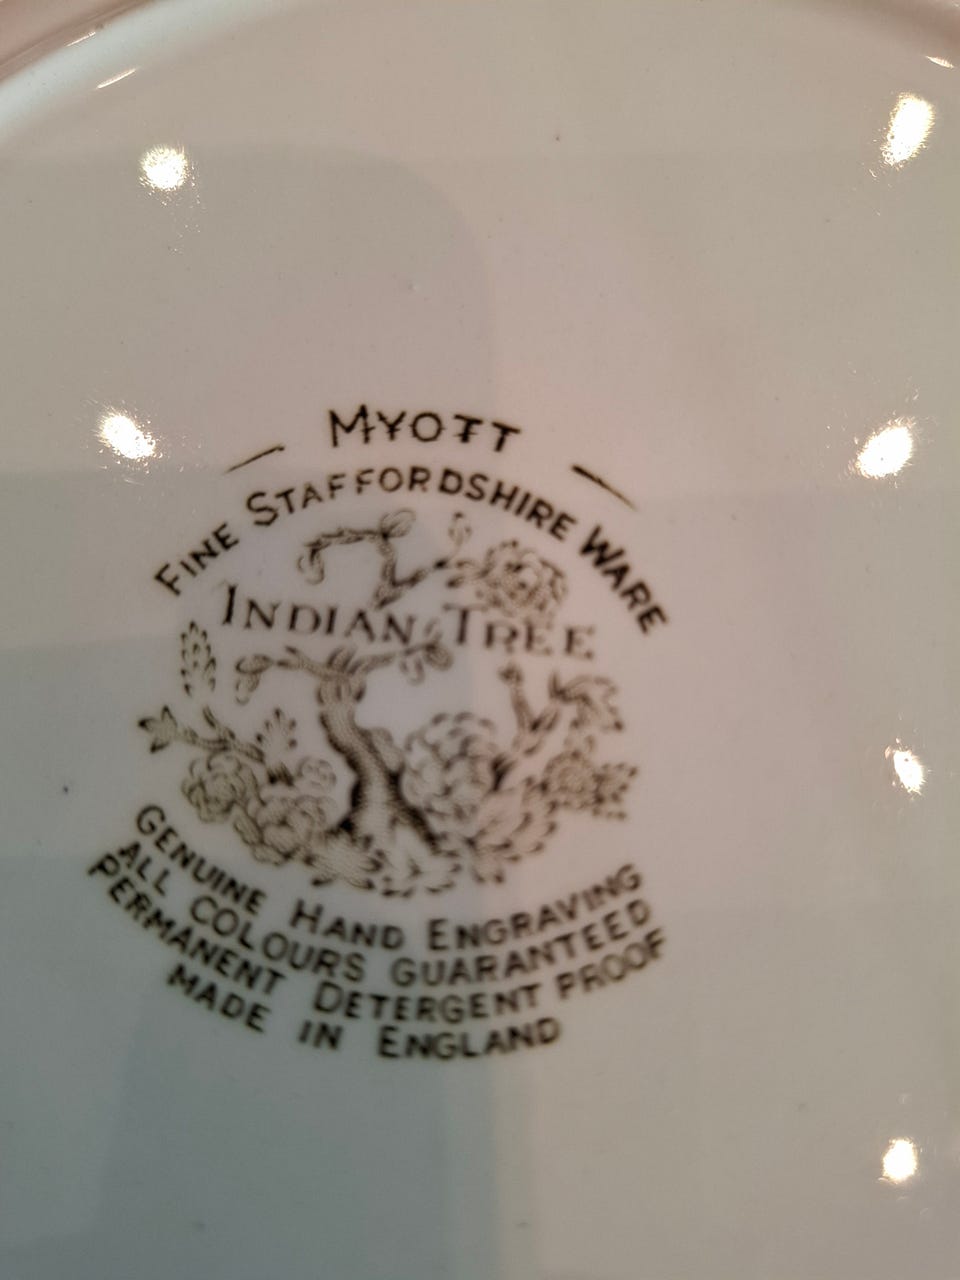 MYOTT
FINE STAFFORDSHIRE WARE
INDIAN TREE
GENUINE HAND ENGRAVING
ALL COLOURS GUARANTEED
PERMANENT DETERGENT PROOF
MADE IN ENGLAND